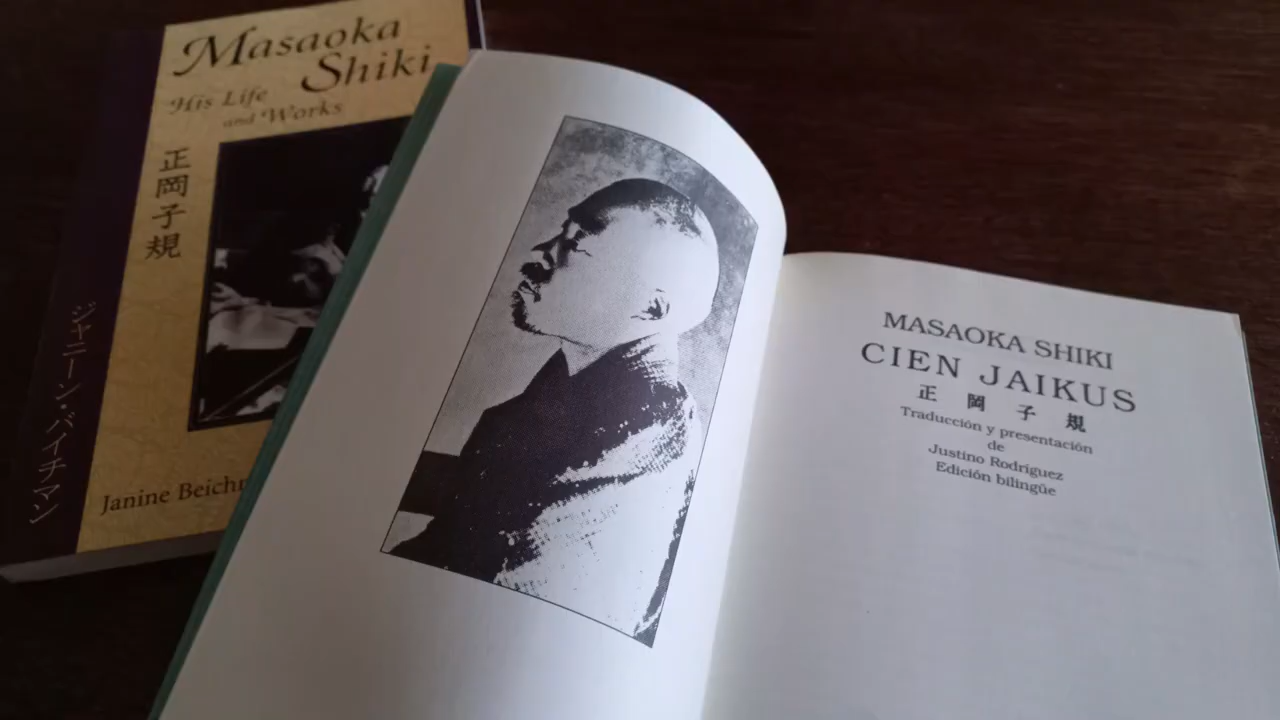 Masaoka
Shiki
His Life
and Works
正岡子規
ジャニーン・バイチマン
Janine
MASAOKA SHIKI
CIEN JAIKUS
正岡子規
Traducción y presentación
de
Justino Rodríguez
Edición bilingüe